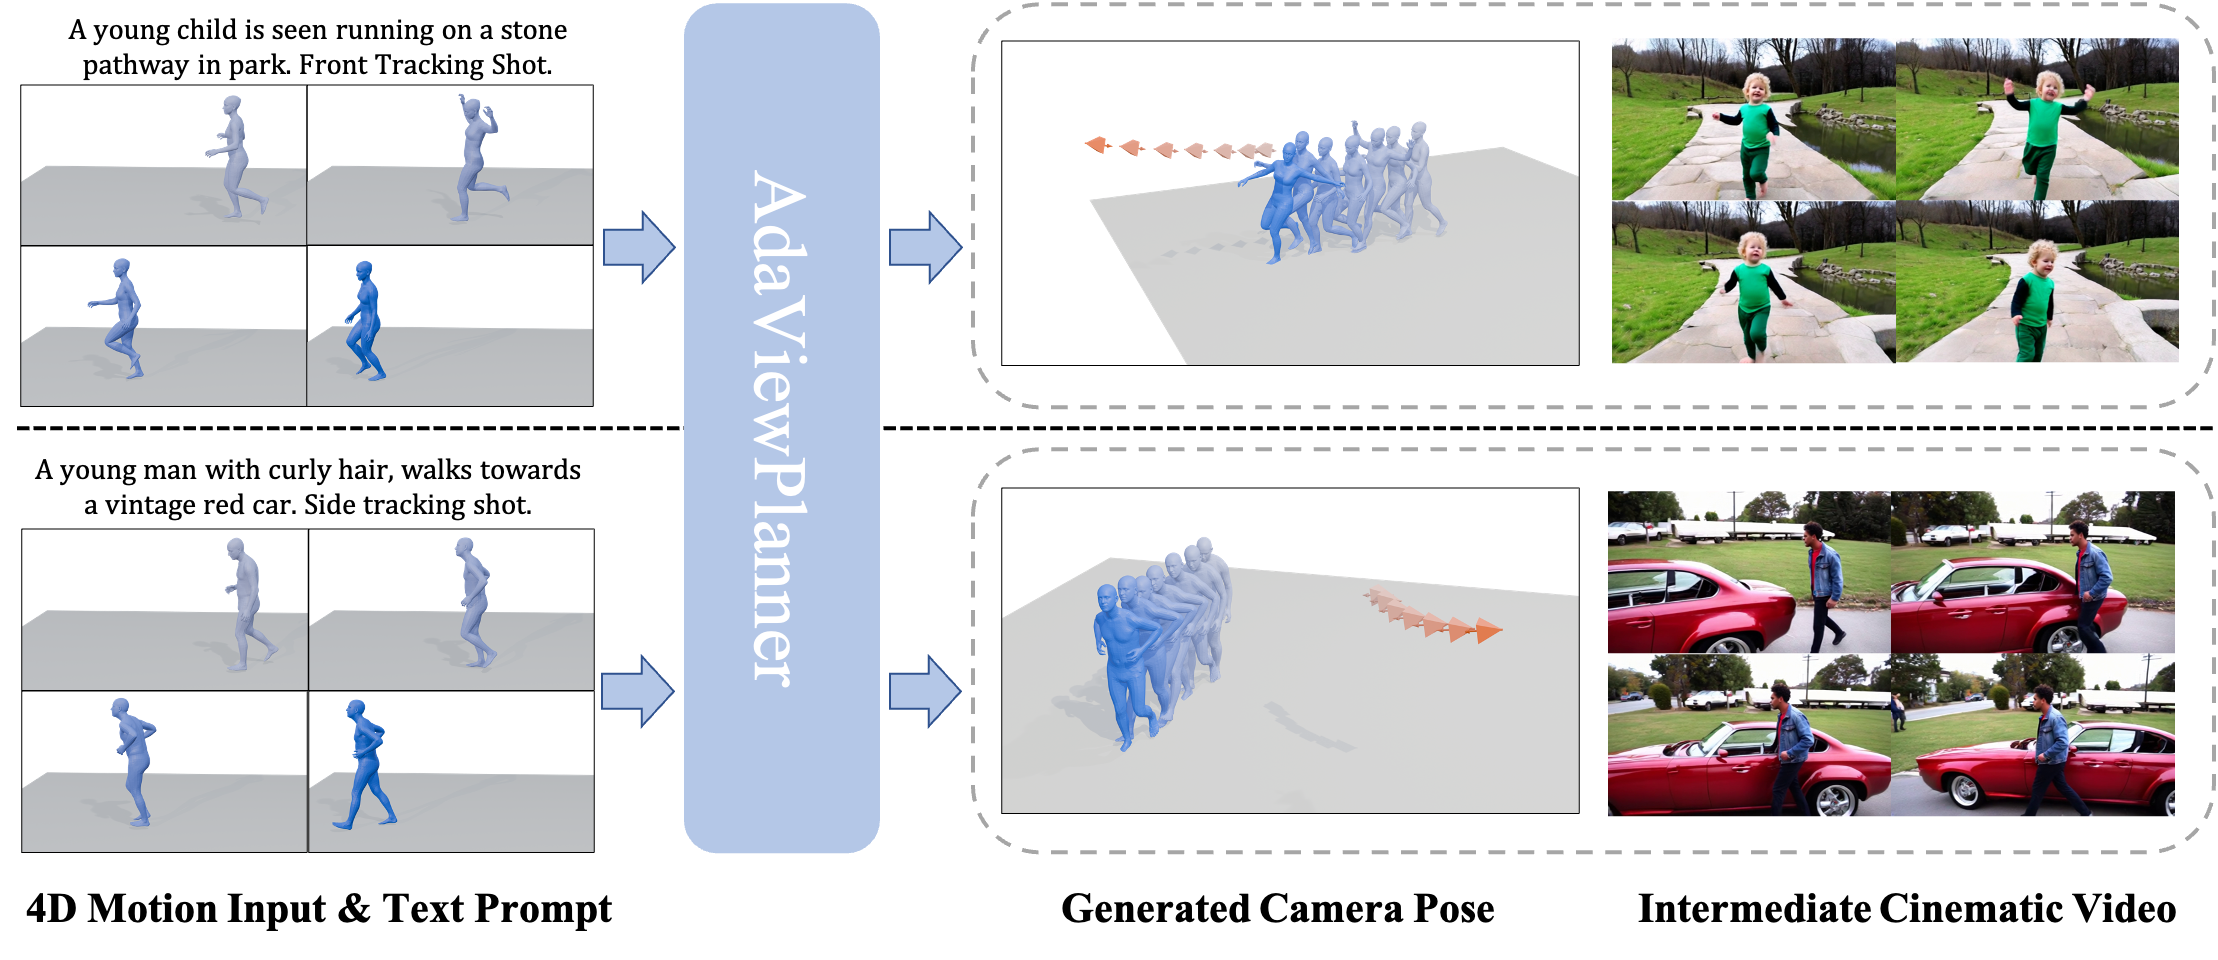 A young child is seen running on a stone
pathway in park. Front Tracking Shot.
AdaViewPlanner
A young man with curly hair, walks towards
a vintage red car. Side tracking shot.
4D Motion Input & Text Prompt
Generated Camera Pose
Intermediate Cinematic Video